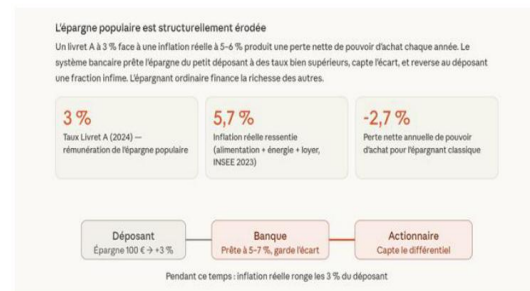 L'épargne populaire est structurellement érodée
Un livret A à 3 % face à une inflation réelle à 5–6 % produit une perte nette de pouvoir d'achat chaque année. Le
système bancaire prête l'épargne du petit déposant à des taux bien supérieurs, capte l'écart, et reverse au déposant
une fraction infime. L'épargnant ordinaire finance la richesse des autres.
3 %
Taux Livret A (2024) —
rémunération de l'épargne populaire
5,7 %
Inflation réelle ressentie
(alimentation + énergie + loyer,
INSEE 2023)
-2,7 %
Perte nette annuelle de pouvoir
d'achat pour l'épargnant classique
Déposant
Épargne 100 € → +3 %
Banque
Prête à 5–7 %, garde l'écart
Actionnaire
Capte le différentiel
Pendant ce temps : inflation réelle ronge les 3 % du déposant